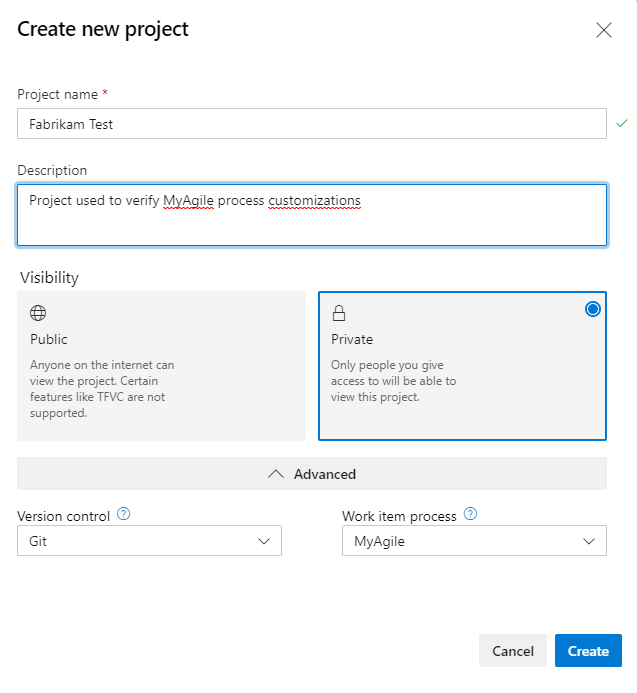 Create new project
Project name *
Fabrikam Test
Description
Project used to verify MyAgile process customizations
Visibility
Public
Anyone on the internet can
view the project. Certain
features like TFVC are not
supported.
Private
Only people you give
access to will be able to
view this project.
Advanced
Version control ?
Git
Work item process ?
MyAgile
Cancel
Create